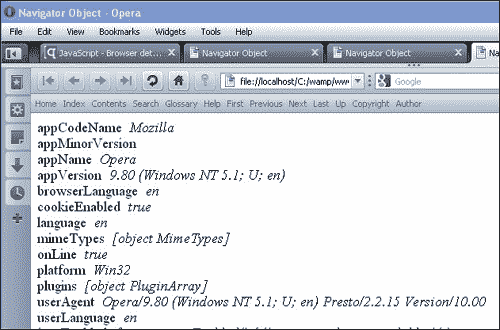 Navigator Object - Opera
File Edit View Bookmarks Widgets Tools Help
JavaScript - Browser det... Navigator Object Navigator Object Na
file://localhost/C:/wamp/www Google
Home Index Contents Search Glossary Help First Previous Next Last Up Copyright Author
appCodeName Mozilla
appMinorVersion
appName Opera
appVersion 9.80 (Windows NT 5.1; U; en)
browserLanguage en
cookieEnabled true
language en
mimeTypes [object MimeTypes]
onLine true
platform Win32
plugins [object PluginArray]
userAgent Opera/9.80 (Windows NT 5.1; U; en) Presto/2.2.15 Version/10.00
userLanguage en